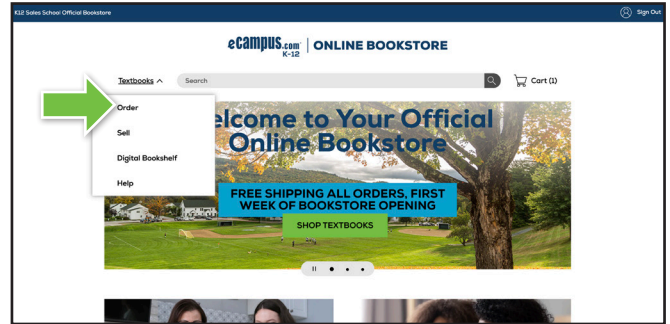 K12 Sales School Official Bookstore
Sign Out
eCampus.com
K-12
ONLINE BOOKSTORE
Textbooks
Search
Cart (1)
Order
Sell
Digital Bookshelf
Help
elcome to Your Official
Online Bookstore
FREE SHIPPING ALL ORDERS, FIRST
WEEK OF BOOKSTORE OPENING
SHOP TEXTBOOKS